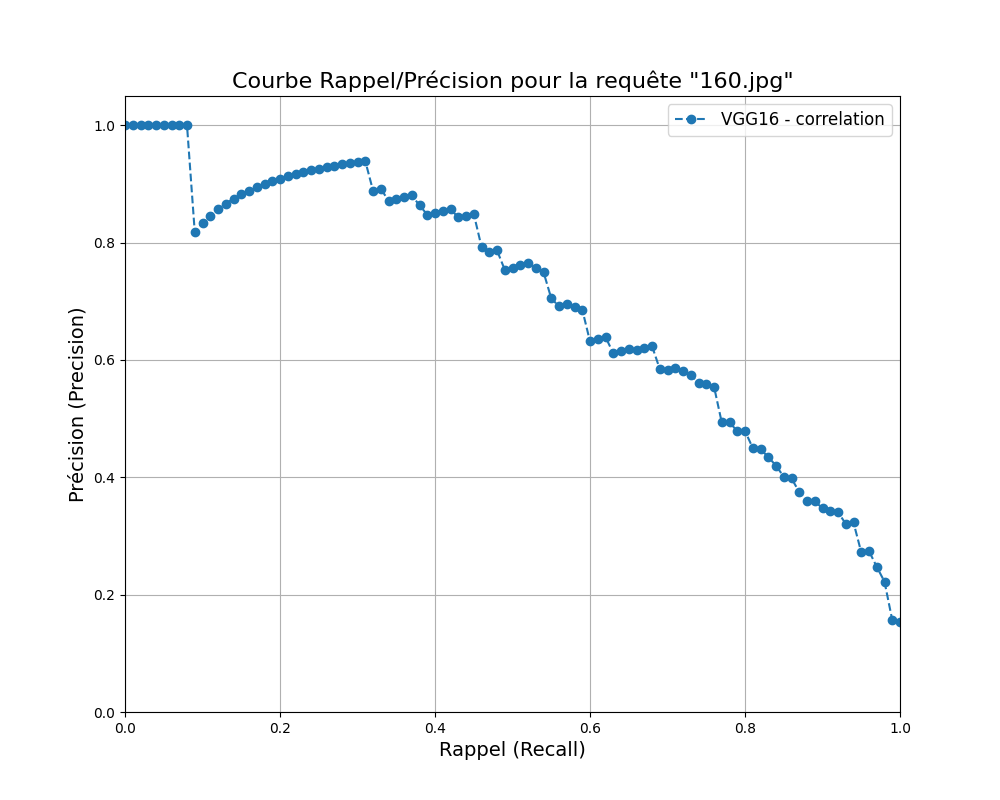 Courbe Rappel/Précision pour la requête "160.jpg"
VGG16 - correlation
Précision (Precision)
1.0
0.8
0.6
0.4
0.2
0.0
0.0 0.2 0.4 0.6 0.8 1.0
Rappel (Recall)